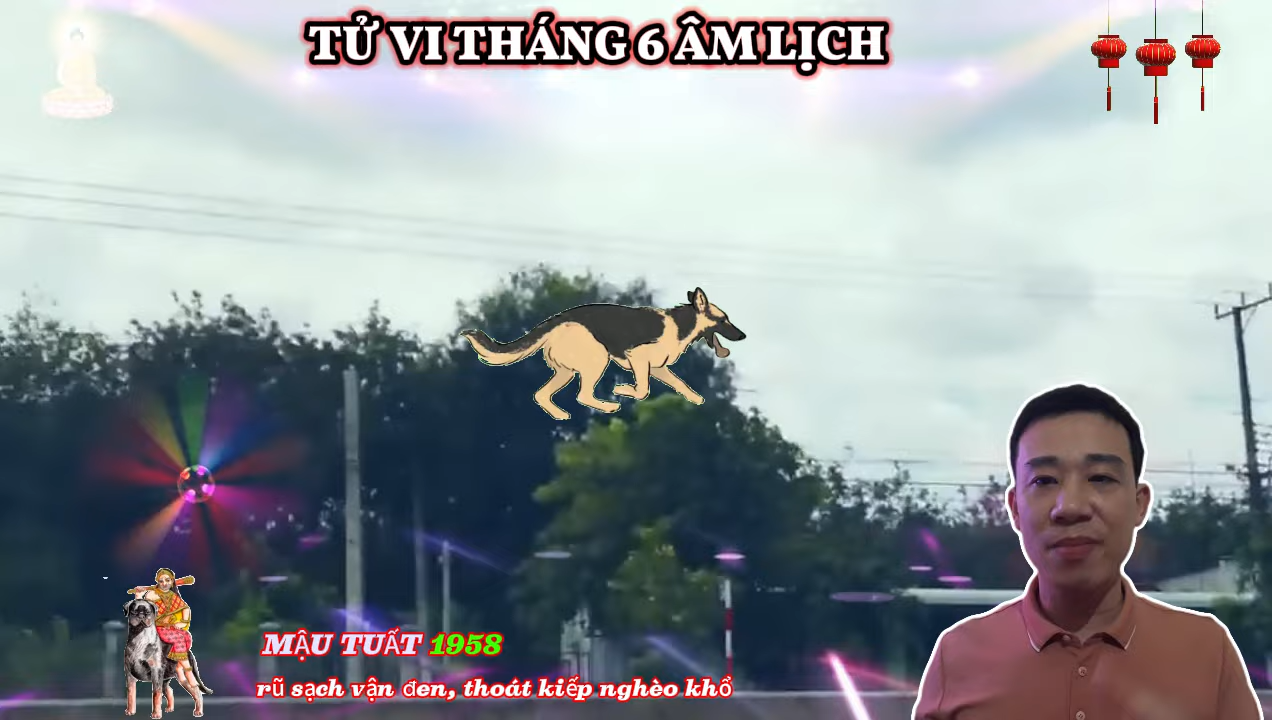 TỬ VI THÁNG 6 ÂM LỊCH
MẬU TUẤT 1958
rũ sạch vận đen, thoát kiếp nghèo khổ